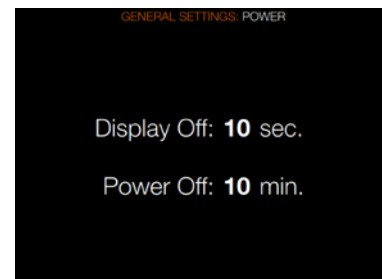 GENERAL SETTINGS: POWER
Display Off: 10 sec.
Power Off: 10 min.